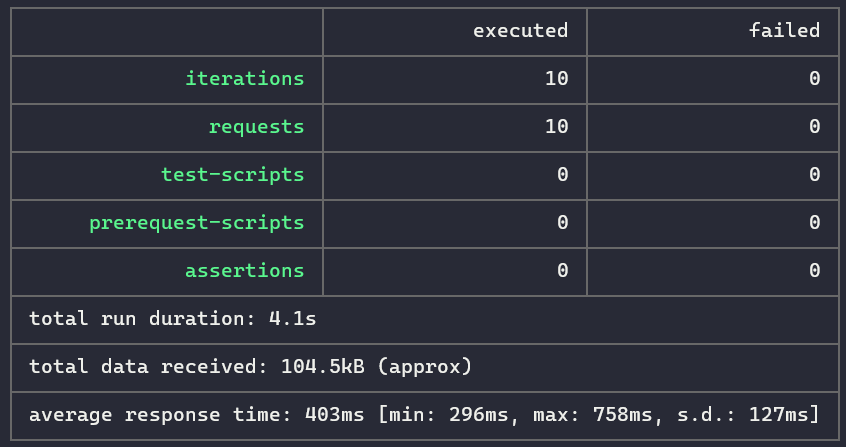 executed failed
iterations 10 0
requests 10 0
test-scripts 0 0
prerequest-scripts 0 0
assertions 0 0
total run duration: 4.1s
total data received: 104.5kB (approx)
average response time: 403ms [min: 296ms, max: 758ms, s.d.: 127ms]